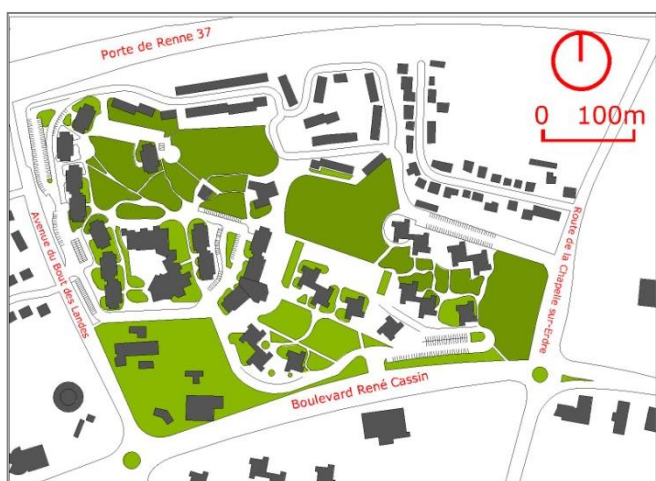 Porte de Renne 37
0 100m
Avenue du Bout des Landes
Route de la Chapelle sur-Erdre
Boulevard René Cassin